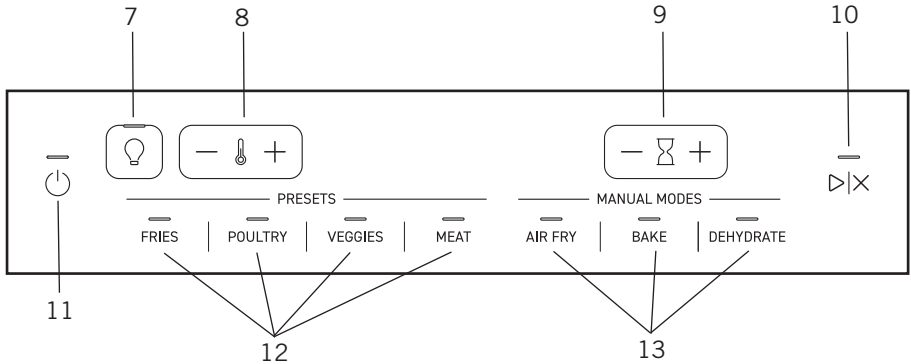 7 8 9 10
PRESETS MANUAL MODES
FRIES POULTRY VEGGIES MEAT AIR FRY BAKE DEHYDRATE
11
12 13